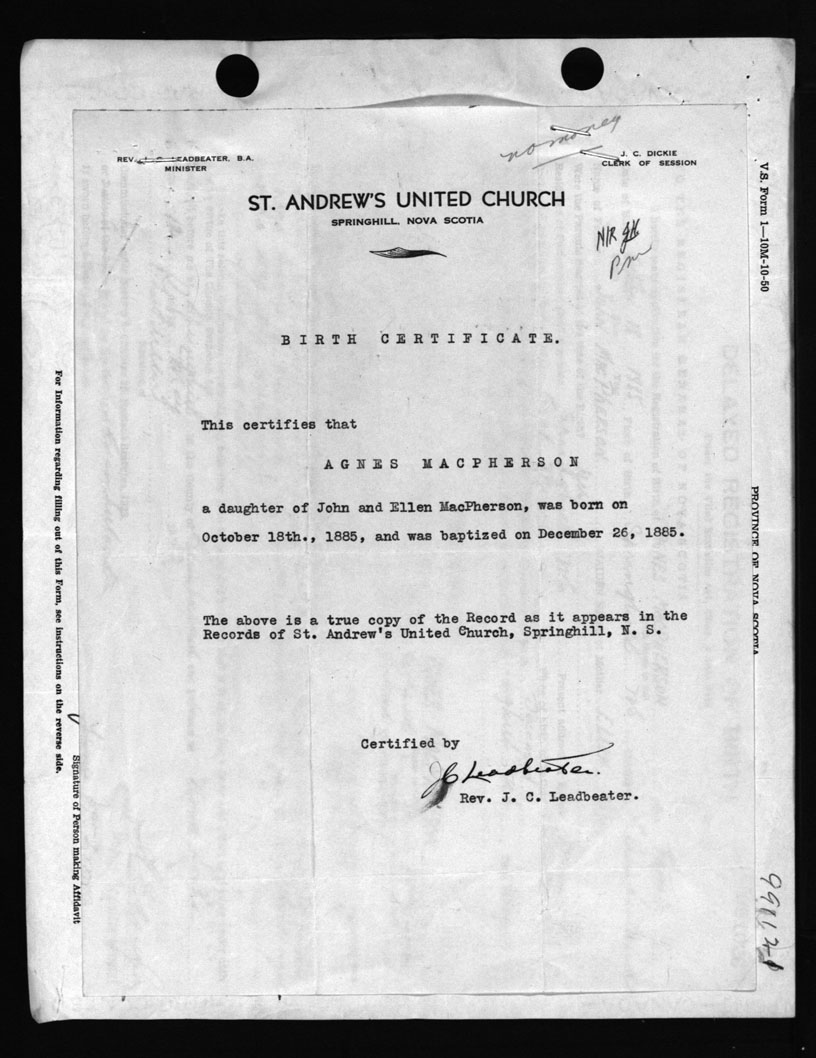 no money
REV. J. C. LEADBEATER, B.A.
MINISTER
J. C. DICKIE
CLERK OF SESSION
ST. ANDREW'S UNITED CHURCH
SPRINGHILL, NOVA SCOTIA
N/R
BIRTH CERTIFICATE.
This certifies that
AGNES MACPHERSON
a daughter of John and Ellen MacPherson, was born on
October 18th., 1885, and was baptized on December 26, 1885.
The above is a true copy of the Record as it appears in the
Records of St. Andrew's United Church, Springhill, N. S.
Certified by
J C Leadbeater.
Rev. J. C. Leadbeater.
V.S. Form 1—10M-10-50
PROVINCE OF NOVA SCOTIA
For Information regarding filling out of this Form, see instructions on the reverse side.
Signature of Person making Affidavit